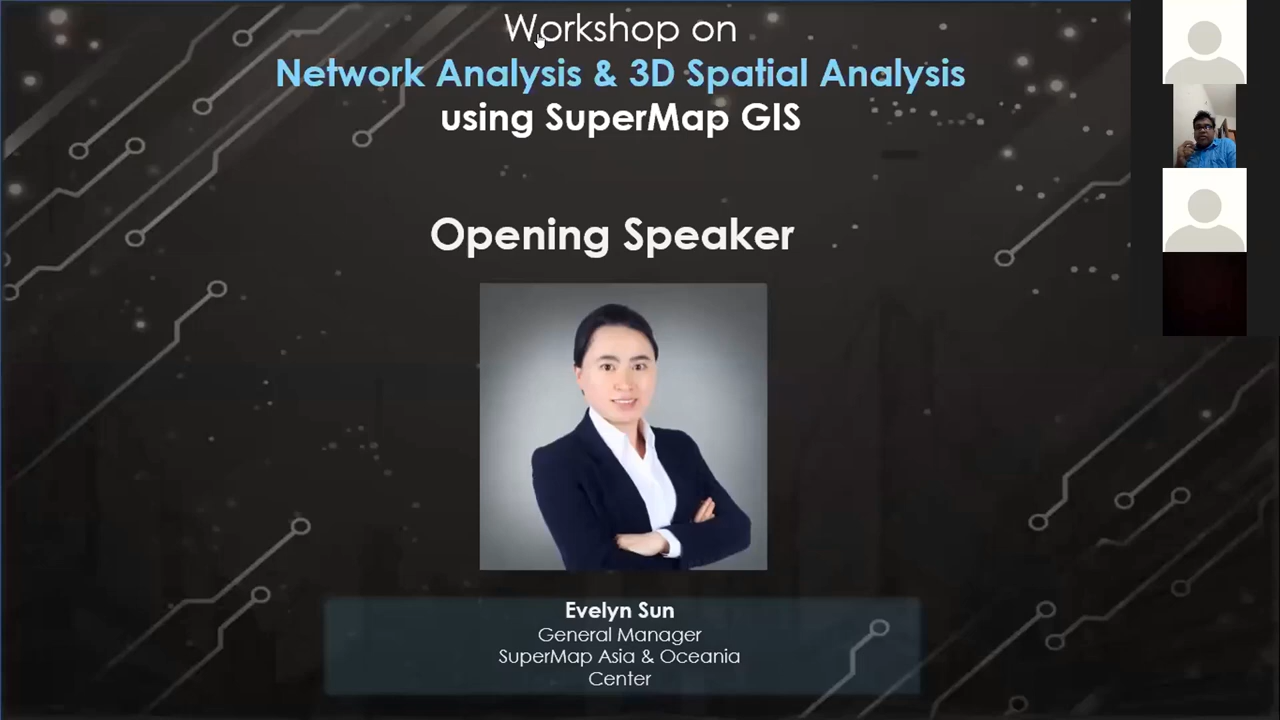 Workshop on
Network Analysis & 3D Spatial Analysis
using SuperMap GIS
Opening Speaker
Evelyn Sun
General Manager
SuperMap Asia & Oceania
Center